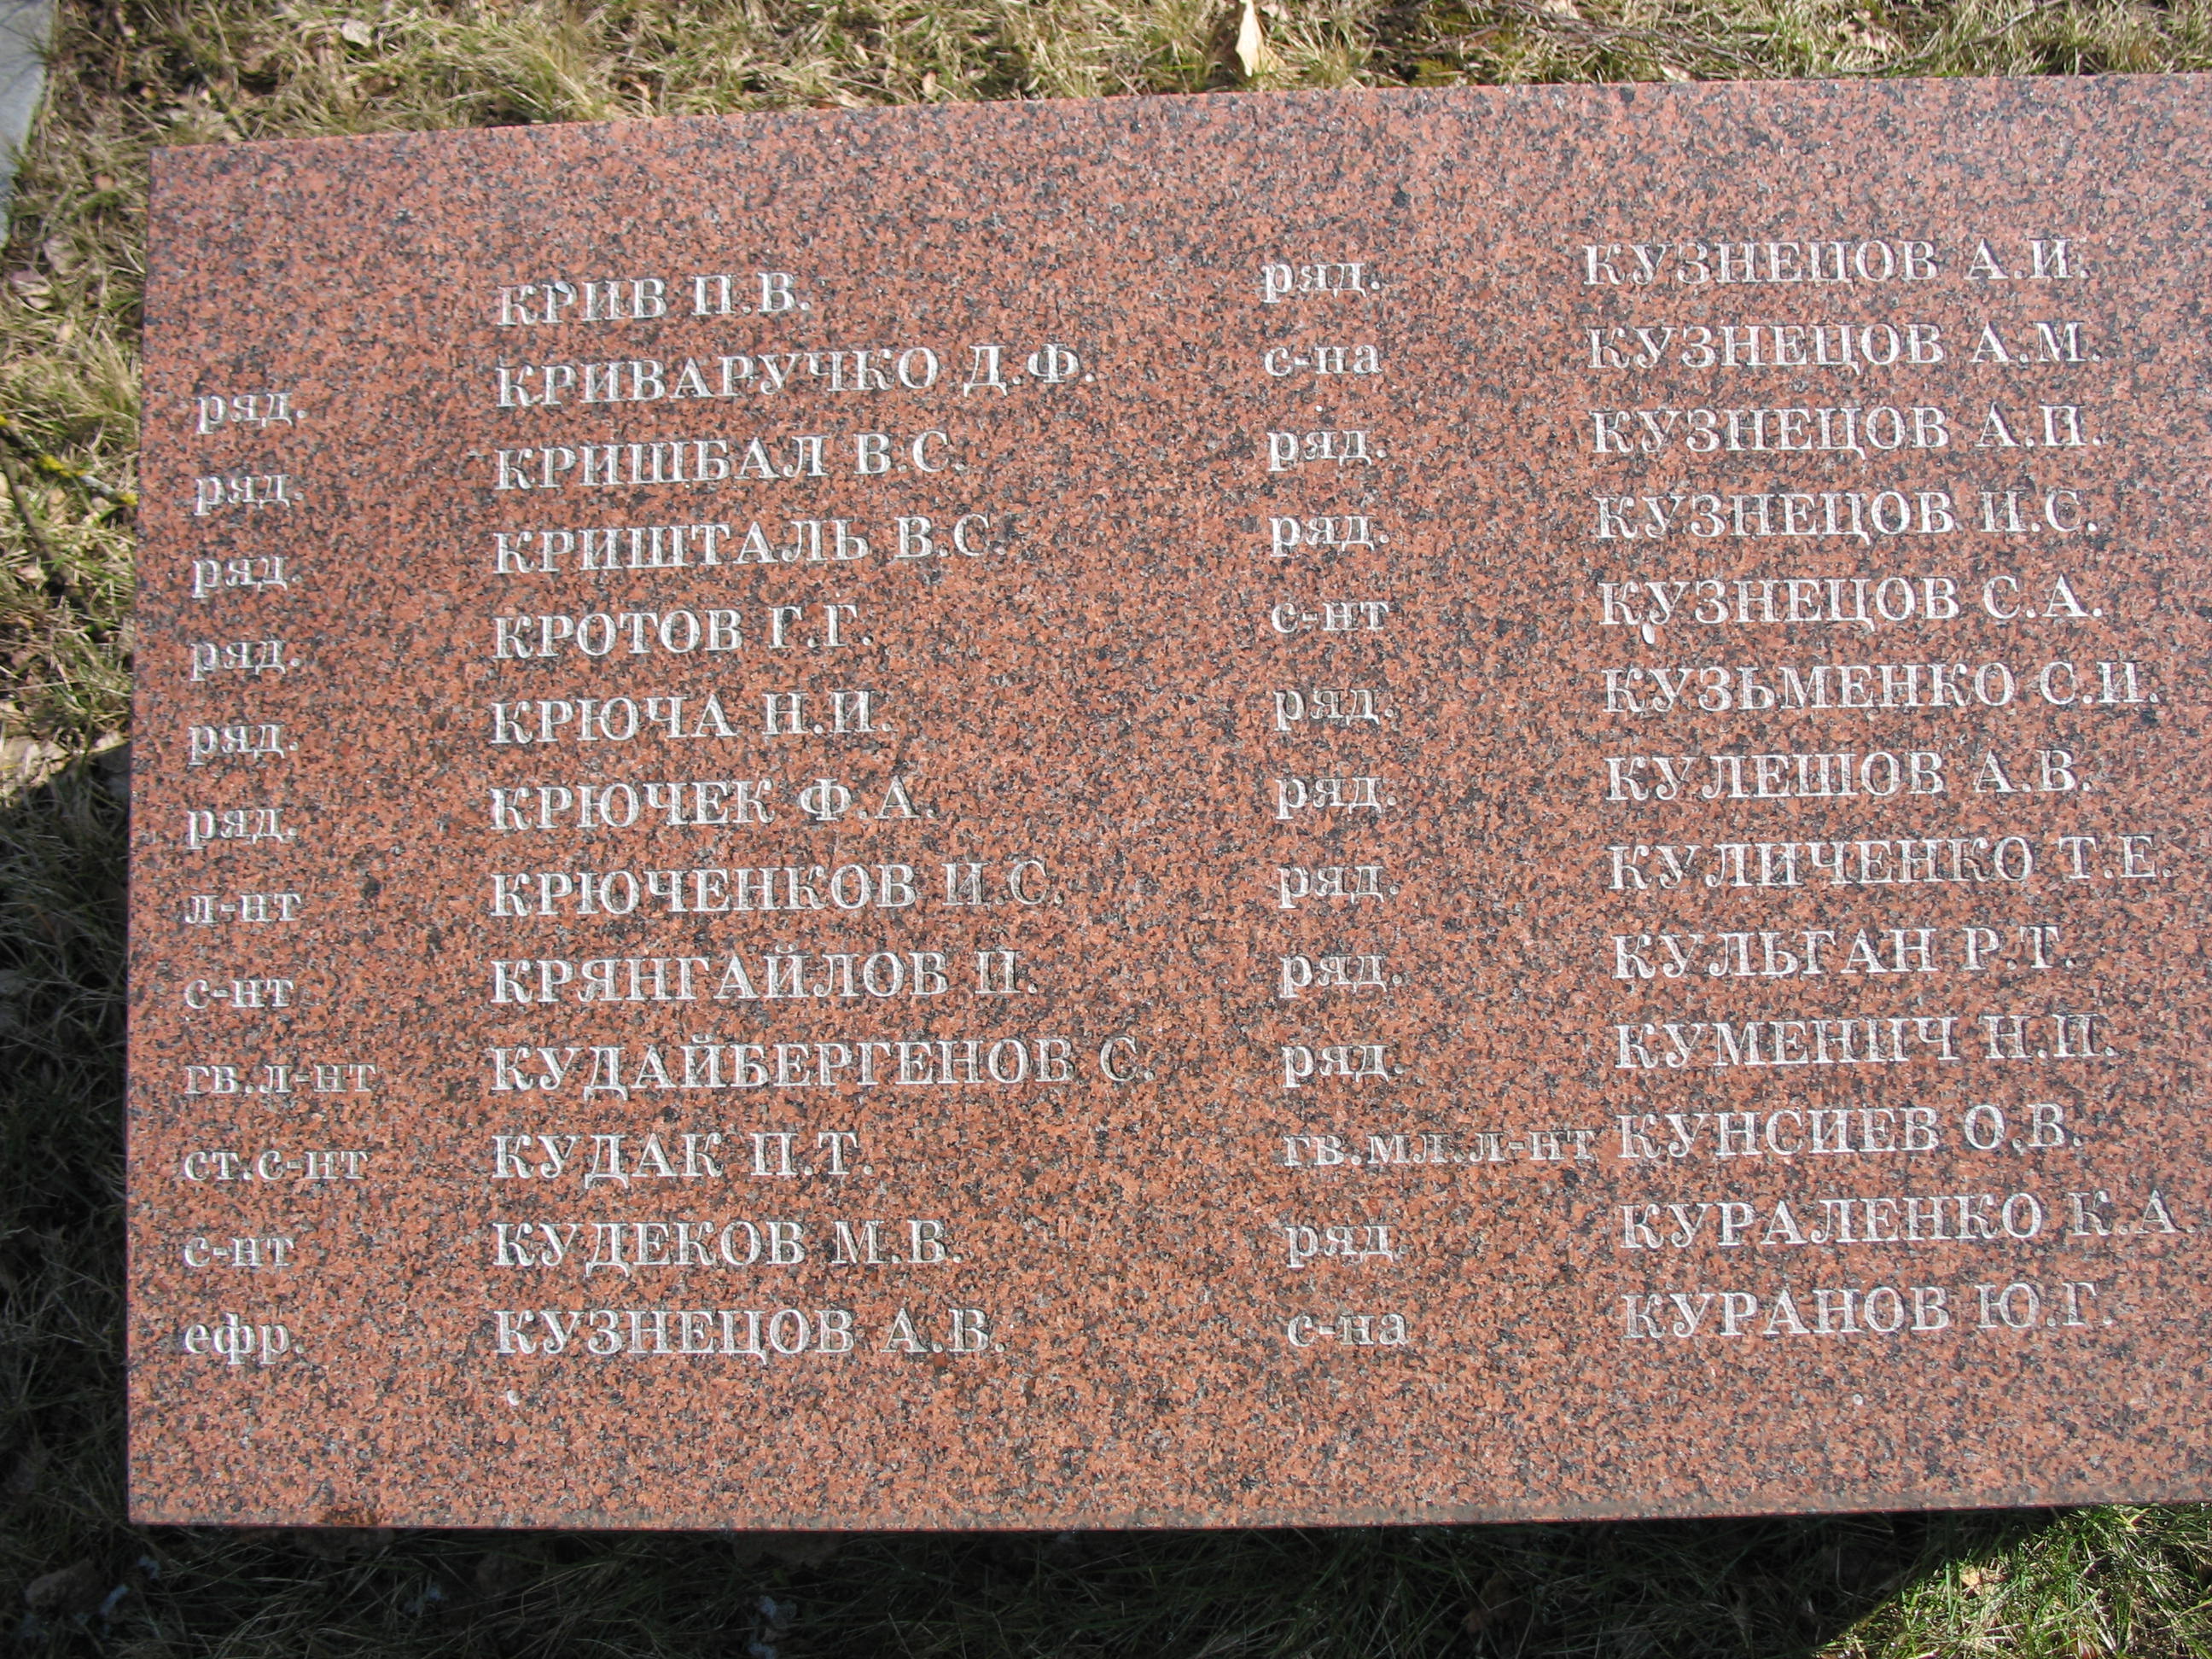 КРИВ П.В.
ряд. КРИВАРУЧКО Д.Ф.
ряд. КРИШБАЛ В.С.
ряд. КРИШТАЛЬ В.С.
ряд. КРОТОВ Г.Г.
ряд. КРЮЧА Н.И.
ряд. КРЮЧЕК Ф.А.
л-нт КРЮЧЕНКОВ И.С.
с-нт КРЯНГАЙЛОВ П.
гв.л-нт КУДАЙБЕРГЕНОВ С.
ст.с-нт КУДАК П.Т.
с-нт КУДЕКОВ М.В.
ефр. КУЗНЕЦОВ А.В.
ряд. КУЗНЕЦОВ А.И.
с-на КУЗНЕЦОВ А.М.
ряд. КУЗНЕЦОВ А.П.
ряд. КУЗНЕЦОВ И.С.
с-нт КУЗНЕЦОВ С.А.
ряд. КУЗЬМЕНКО С.И.
ряд. КУЛЕШОВ А.В.
ряд. КУЛИЧЕНКО Т.Е.
ряд. КУЛЬГАН Р.Т.
ряд. КУМЕНИЧ Н.И.
гв.мл.л-нт КУНСИЕВ О.В.
ряд. КУРАЛЕНКО К.А
с-на КУРАНОВ Ю.Г.